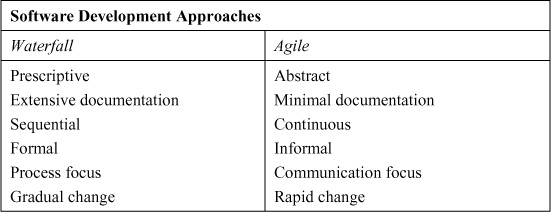 Software Development Approaches
Waterfall Agile
Prescriptive Abstract
Extensive documentation Minimal documentation
Sequential Continuous
Formal Informal
Process focus Communication focus
Gradual change Rapid change